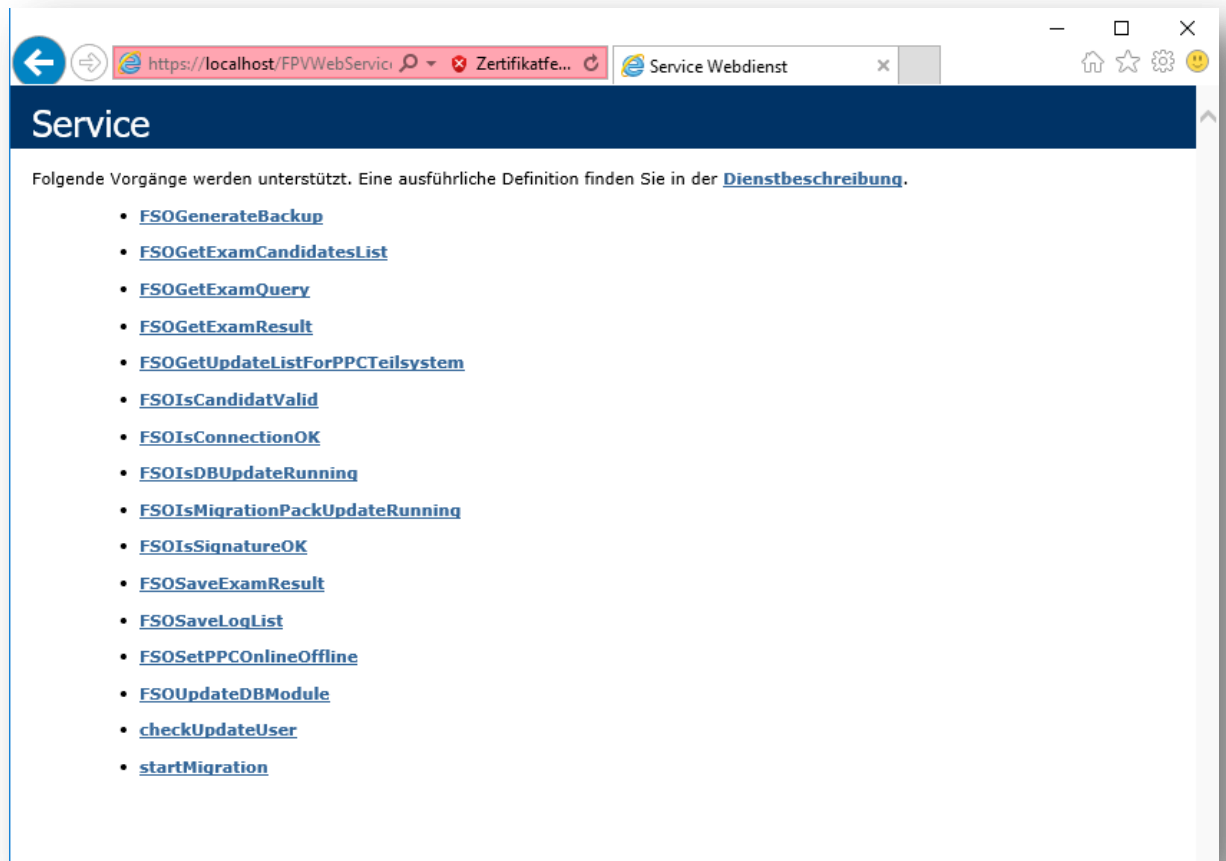 https://localhost/FPVWebServic
Zertifikatfe...
Service Webdienst
Service
Folgende Vorgänge werden unterstützt. Eine ausführliche Definition finden Sie in der Dienstbeschreibung.
• FSOGenerateBackup
• FSOGetExamCandidatesList
• FSOGetExamQuery
• FSOGetExamResult
• FSOGetUpdateListForPPCTeilsystem
• FSOIsCandidatValid
• FSOIsConnectionOK
• FSOIsDBUpdateRunning
• FSOIsMigrationPackUpdateRunning
• FSOIsSignatureOK
• FSOSaveExamResult
• FSOSaveLogList
• FSOSetPPCOnlineOffline
• FSOUpdateDBModule
• checkUpdateUser
• startMigration